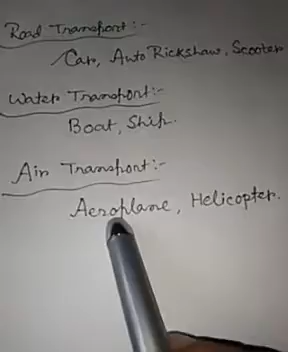 Road Transport:-
Car, Auto Rickshaw, Scooter
Water Transport:-
Boat, Ship.
Air Transport:-
Aeroplane, Helicopter.